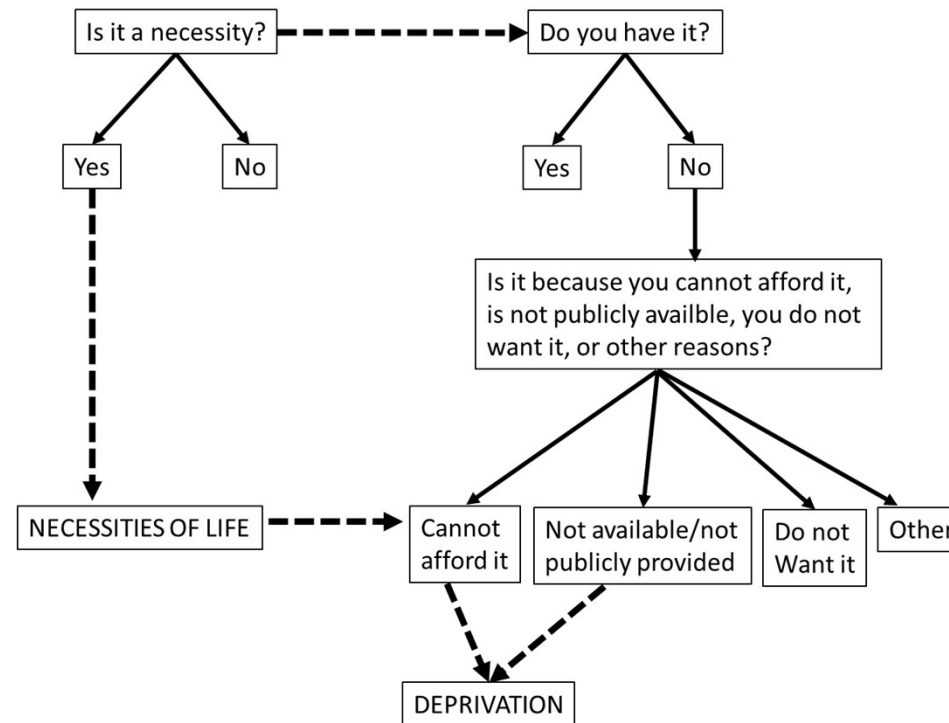 Is it a necessity?
Do you have it?
Yes
No
Yes
No
Is it because you cannot afford it,
is not publicly availble, you do not
want it, or other reasons?
NECESSITIES OF LIFE
Cannot
afford it
Not available/not
publicly provided
Do not
Want it
Other
DEPRIVATION